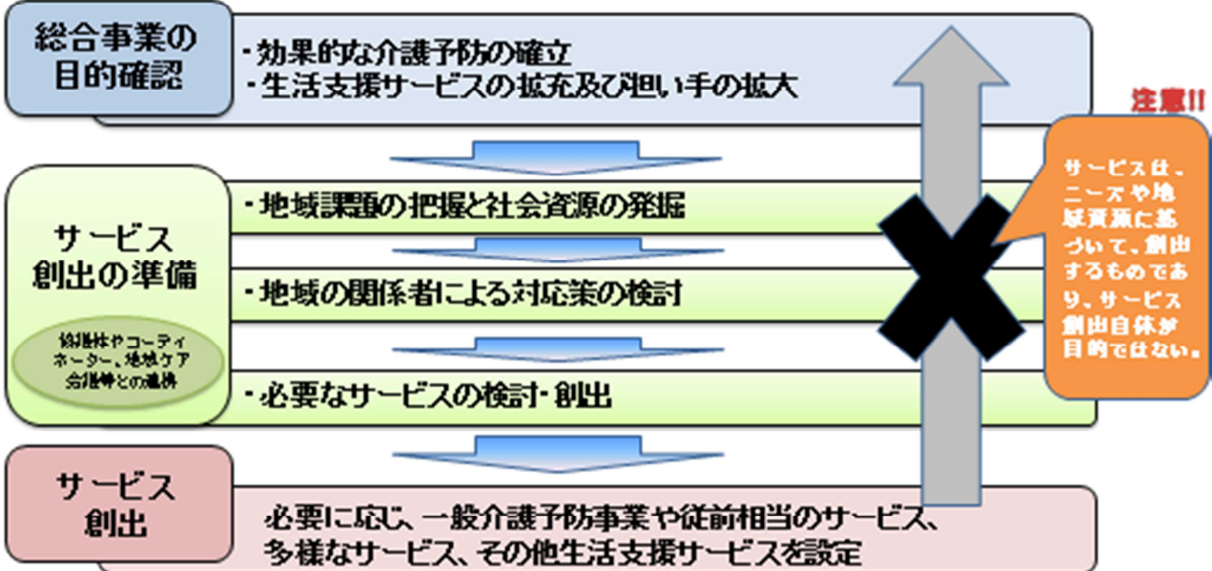 総合事業の
目的確認
・効果的な介護予防の確立
・生活支援サービスの拡充及び担い手の拡大
注意!!
サービスは、
ニーズや地
域資源に基
づいて、創出
するものであ
り、サービス
創出自体が
目的ではない。
サービス
創出の準備
協議体やコーディ
ネーター、地域ケア
会議等との連携
・地域課題の把握と社会資源の発掘
・地域の関係者による対応策の検討
・必要なサービスの検討・創出
サービス
創出
必要に応じ、一般介護予防事業や従前相当のサービス、
多様なサービス、その他生活支援サービスを設定